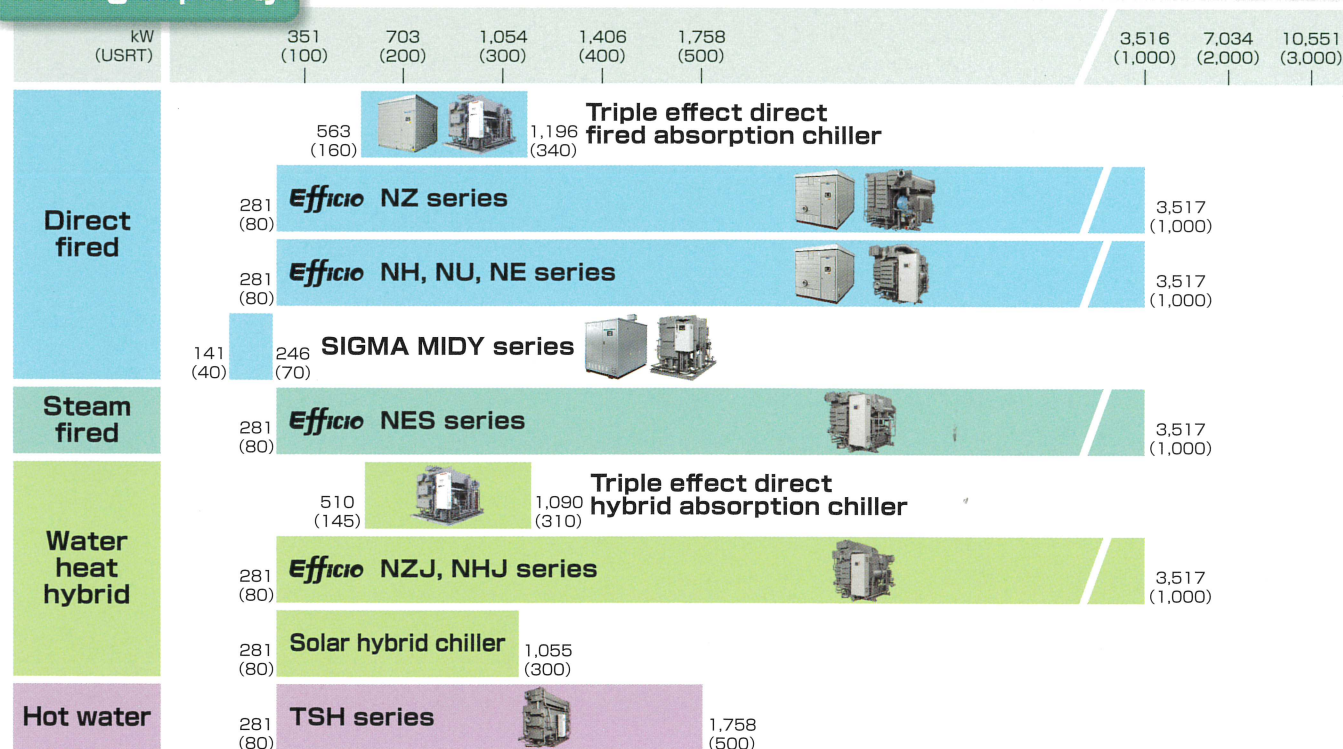 kW
(USRT)
351
(100)
703
(200)
1,054
(300)
1,406
(400)
1,758
(500)
3,516
(1,000)
7,034
(2,000)
10,551
(3,000)
Direct
fired
563
(160)
1,196
(340)
Triple effect direct
fired absorption chiller
281
(80)
Efficio NZ series
3,517
(1,000)
281
(80)
Efficio NH, NU, NE series
3,517
(1,000)
141
(40)
246
(70)
SIGMA MIDY series
Steam
fired
281
(80)
Efficio NES series
3,517
(1,000)
Water
heat
hybrid
510
(145)
1,090
(310)
Triple effect direct
hybrid absorption chiller
281
(80)
Efficio NZJ, NHJ series
3,517
(1,000)
281
(80)
Solar hybrid chiller
1,055
(300)
Hot water
281
(80)
TSH series
1,758
(500)